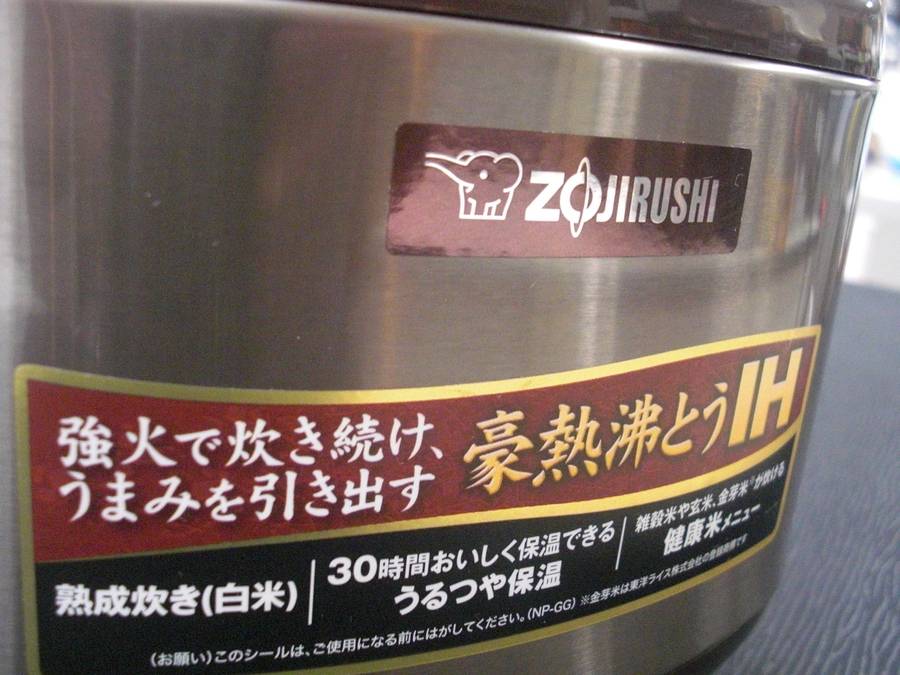 ZOJIRUSHI
強火で炊き続け、
うまみを引き出す
豪熱沸とうIH
熟成炊き(白米)
30時間おいしく保温できる
うるつや保温
雑穀米や玄米、金芽米※が炊ける
健康米メニュー
(お願い)このシールは、ご使用になる前にはがしてください。(NP-GG) ※金芽米は東洋ライス株式会社の登録商標です